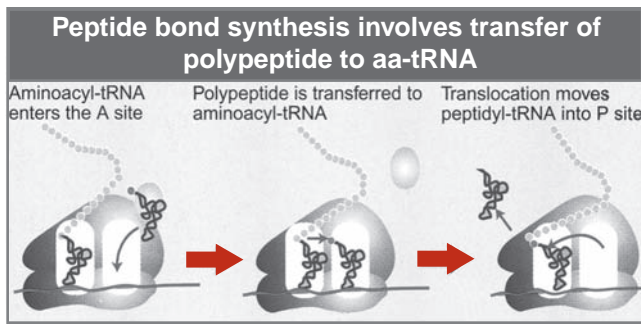 Peptide bond synthesis involves transfer of
polypeptide to aa-tRNA
Aminoacyl-tRNA
enters the A site
Polypeptide is transferred to
aminoacyl-tRNA
Translocation moves
peptidyl-tRNA into P site